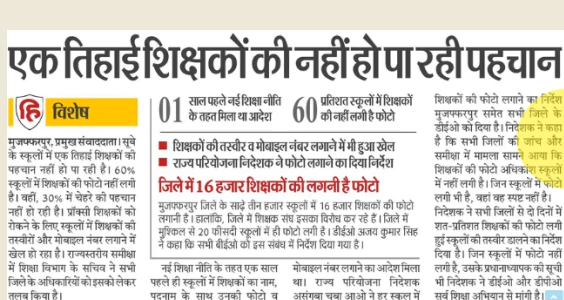 एक तिहाई शिक्षकों की नहीं हो पा रही पहचान
हि विशेष
मुजफ्फरपुर, प्रमुख संवाददाता। सूबे
के स्कूलों में एक तिहाई शिक्षकों की
पहचान नहीं हो पा रही है। 60%
स्कूलों में शिक्षकों की फोटो नहीं लगी
है। वहीं, 30% में चेहरे की पहचान
नहीं हो रही है। प्रॉक्सी शिक्षकों को
रोकने के लिए स्कूलों में शिक्षकों की
तस्वीरों और मोबाइल नंबर लगाने में
खेल हो रहा है। राज्यस्तरीय समीक्षा
में शिक्षा विभाग के सचिव ने सभी
जिले के अधिकारियों को इसको लेकर
तलब किया है।
01 साल पहले नई शिक्षा नीति
के तहत मिला था आदेश
60 प्रतिशत स्कूलों में शिक्षकों
की नहीं लगी है फोटो
शिक्षकों की तस्वीर व मोबाइल नंबर लगाने में भी हुआ खेल
राज्य परियोजना निदेशक ने फोटो लगाने का दिया निर्देश
जिले में 16 हजार शिक्षकों की लगनी है फोटो
मुजफ्फरपुर जिले के साढ़े तीन हजार स्कूलों में 16 हजार शिक्षकों की फोटो
लगानी है। हालांकि, जिले में शिक्षक संघ इसका विरोध कर रहे हैं। जिले में
मुश्किल से 20 फीसदी स्कूलों में ही फोटो लगी है। डीईओ अजय कुमार सिंह
ने कहा कि सभी बीईओ को इस संबंध में निर्देश दिया गया है।
नई शिक्षा नीति के तहत एक साल
पहले ही स्कूलों में शिक्षकों का नाम,
पदनाम के साथ उनकी फोटो व
मोबाइल नंबर लगाने का आदेश मिला
था। राज्य परियोजना निदेशक
असंगबा चुबा आओ ने हर स्कूल में
शिक्षकों की फोटो लगाने का निर्देश
मुजफ्फरपुर समेत सभी जिले के
डीईओ को दिया है। निदेशक ने कहा
है कि सभी जिलों की जांच और
समीक्षा में मामला सामने आया कि
शिक्षकों की फोटो अधिकांश स्कूलों
में नहीं लगी है। जिन स्कूलों में फोटो
लगी भी है, वहां वह स्पष्ट नहीं है।
निदेशक ने सभी जिलों से दो दिनों में
शत-प्रतिशत शिक्षकों की फोटो लगी
हुई स्कूलों की तस्वीर डालने का निर्देश
दिया है। जिन स्कूलों में फोटो नहीं
लगी है, उसके प्रधानाध्यापक की सूची
भी निदेशक ने डीईओ और डीपीओ
सर्व शिक्षा अभियान से मांगी है।